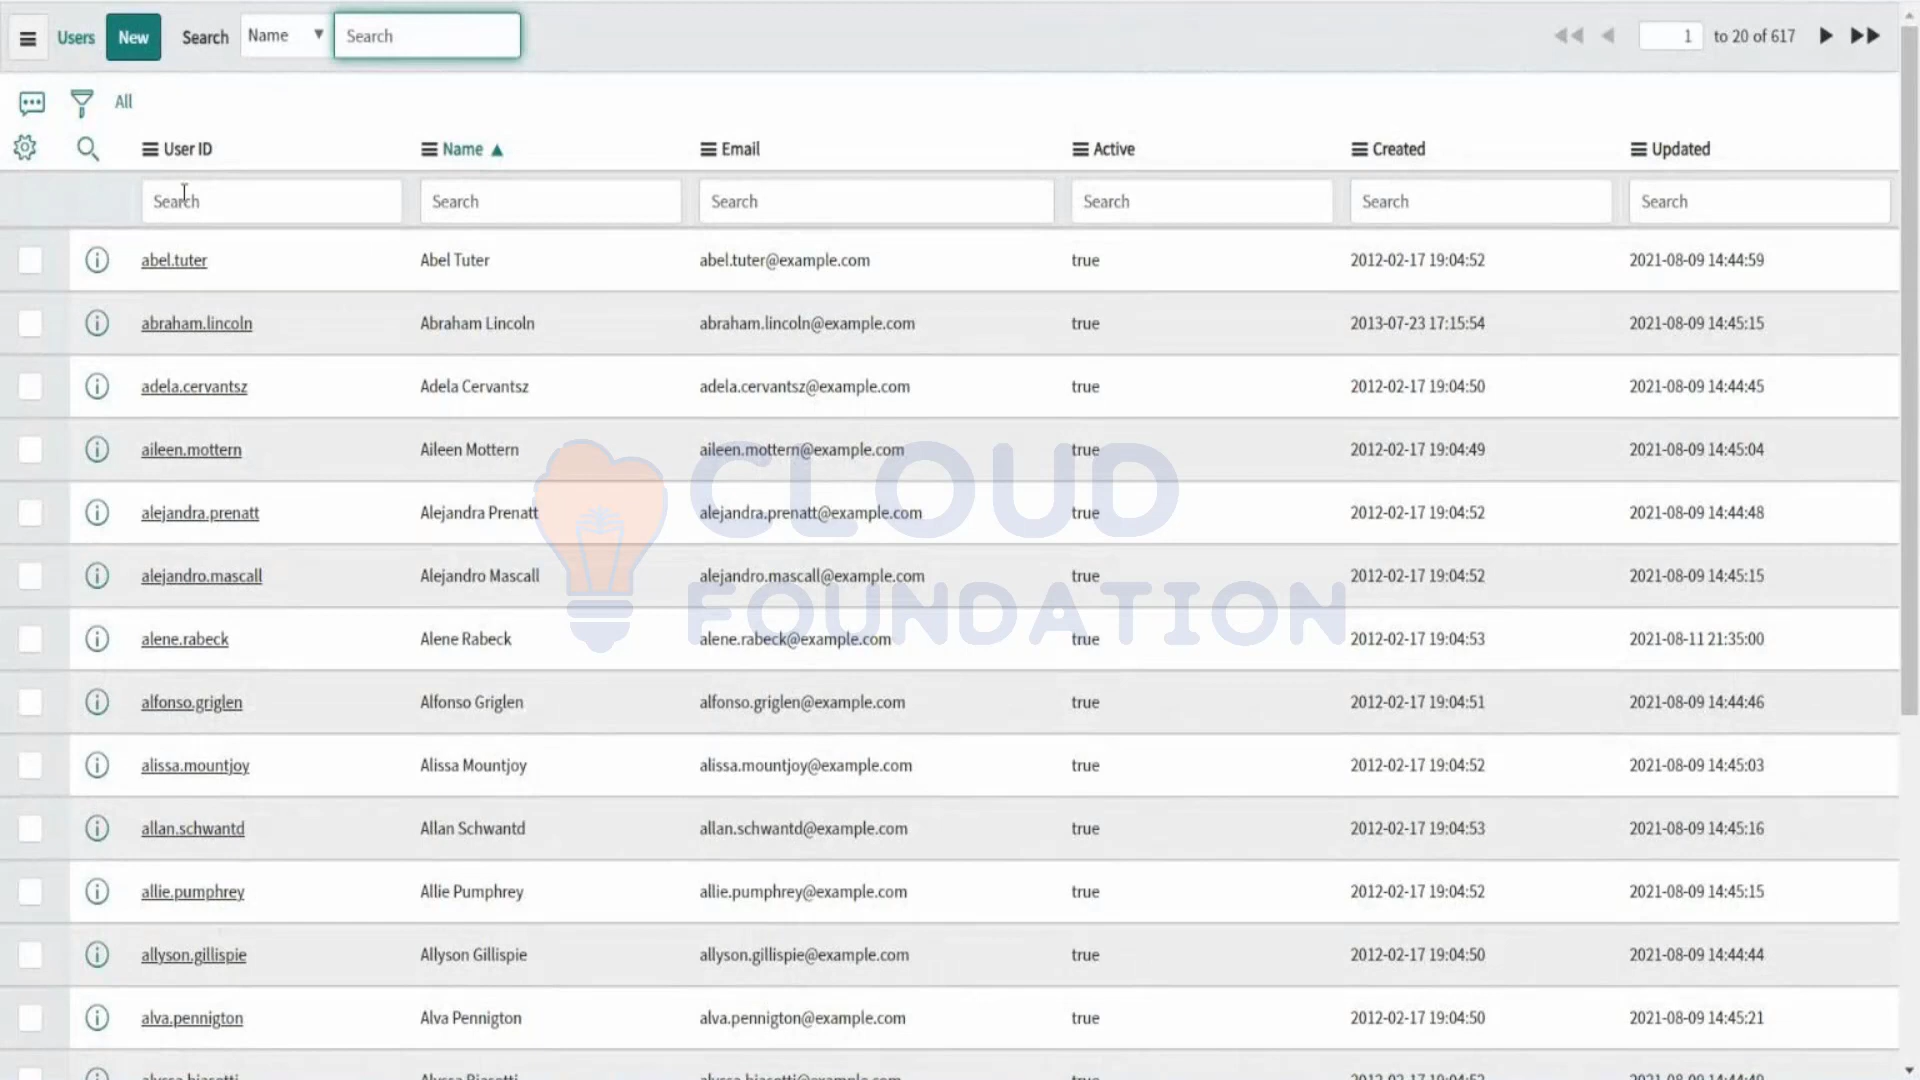 Users New Search Name ▼ Search 1 to 20 of 617
All
User ID Name ▲ Email Active Created Updated
Search Search Search Search Search Search
abel.tuter Abel Tuter abel.tuter@example.com true 2012-02-17 19:04:52 2021-08-09 14:44:59
abraham.lincoln Abraham Lincoln abraham.lincoln@example.com true 2013-07-23 17:15:54 2021-08-09 14:45:15
adela.cervantsz Adela Cervantsz adela.cervantsz@example.com true 2012-02-17 19:04:50 2021-08-09 14:44:45
aileen.mottern Aileen Mottern aileen.mottern@example.com true 2012-02-17 19:04:49 2021-08-09 14:45:04
CLOUD
alejandra.prenatt Alejandra Prenatt alejandra.prenatt@example.com true 2012-02-17 19:04:52 2021-08-09 14:44:48
alejandro.mascall Alejandro Mascall alejandro.mascall@example.com true 2012-02-17 19:04:52 2021-08-09 14:45:15
FOUNDATION
alene.rabeck Alene Rabeck alene.rabeck@example.com true 2012-02-17 19:04:53 2021-08-11 21:35:00
alfonso.griglen Alfonso Griglen alfonso.griglen@example.com true 2012-02-17 19:04:51 2021-08-09 14:44:46
alissa.mountjoy Alissa Mountjoy alissa.mountjoy@example.com true 2012-02-17 19:04:52 2021-08-09 14:45:03
allan.schwantd Allan Schwantd allan.schwantd@example.com true 2012-02-17 19:04:53 2021-08-09 14:45:16
allie.pumphrey Allie Pumphrey allie.pumphrey@example.com true 2012-02-17 19:04:52 2021-08-09 14:45:15
allyson.gillispie Allyson Gillispie allyson.gillispie@example.com true 2012-02-17 19:04:50 2021-08-09 14:44:44
alva.pennigton Alva Pennigton alva.pennigton@example.com true 2012-02-17 19:04:50 2021-08-09 14:45:21